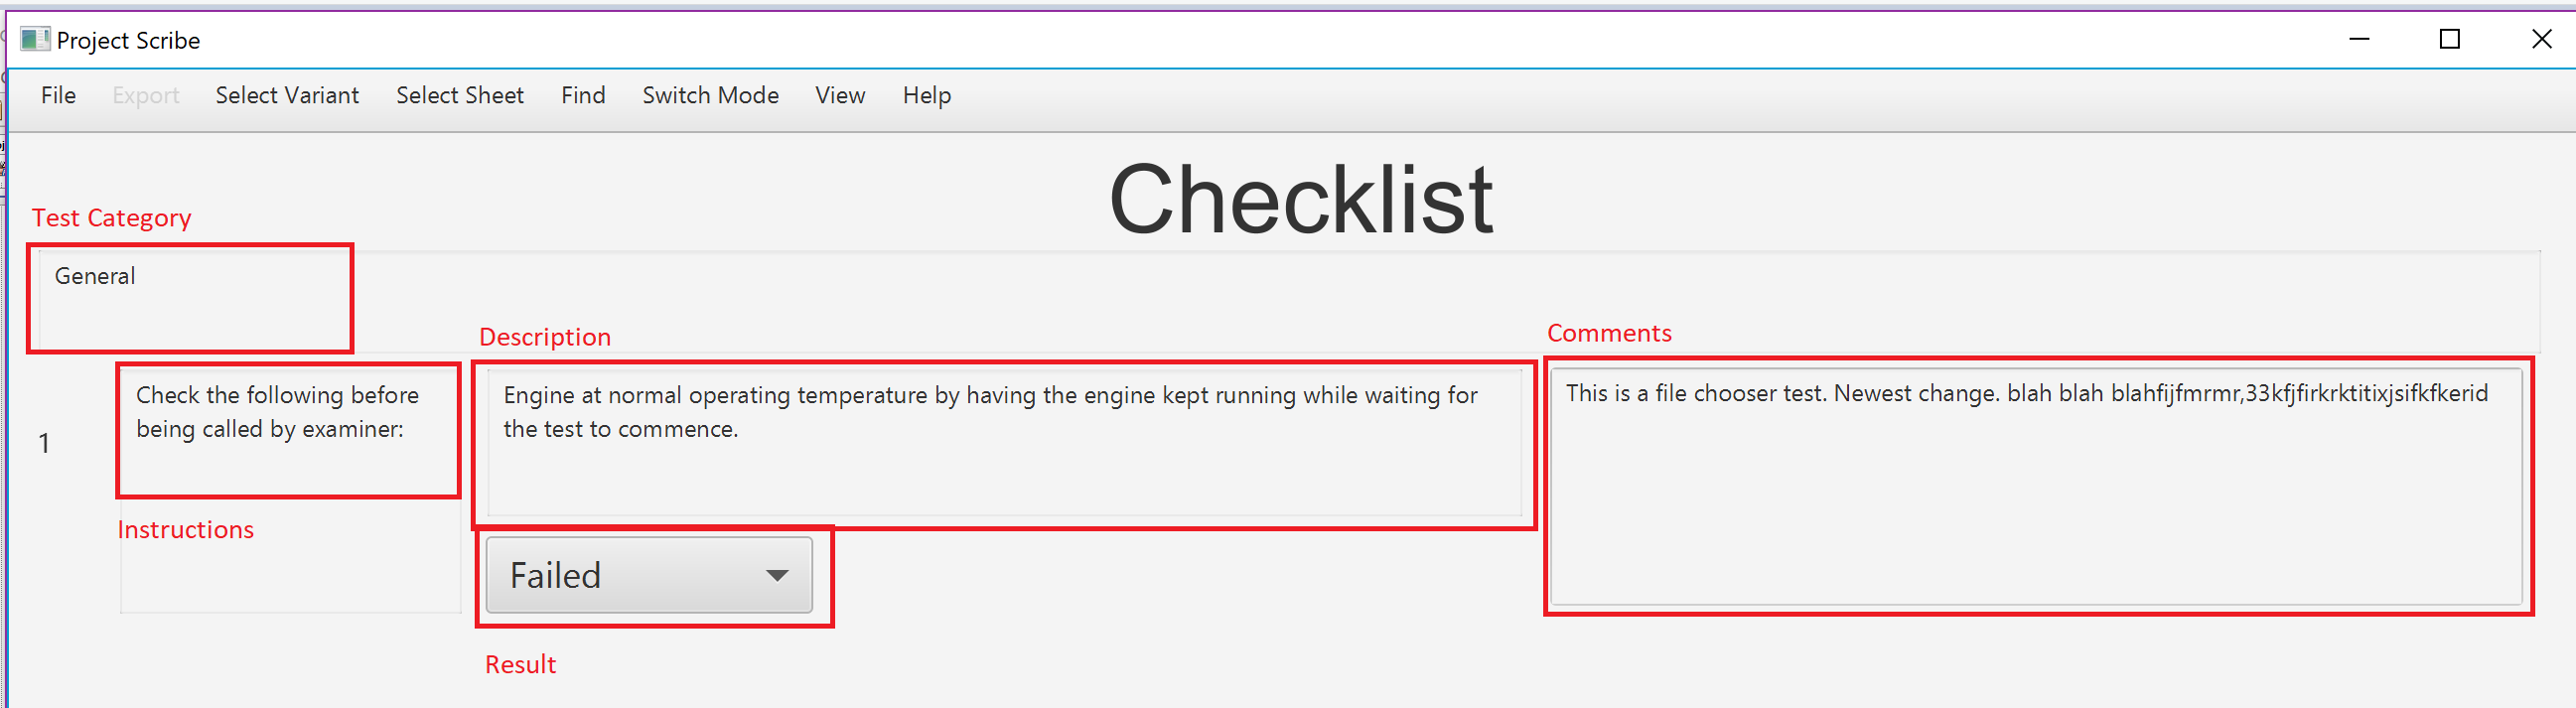 Project Scribe
File Export Select Variant Select Sheet Find Switch Mode View Help
Checklist
Test Category
General
Description
Comments
1
Check the following before
being called by examiner:
Engine at normal operating temperature by having the engine kept running while waiting for
the test to commence.
This is a file chooser test. Newest change. blah blah blahfijfmrmr,33kfjfirkrktitixjsifkfkerid
Instructions
Failed
Result